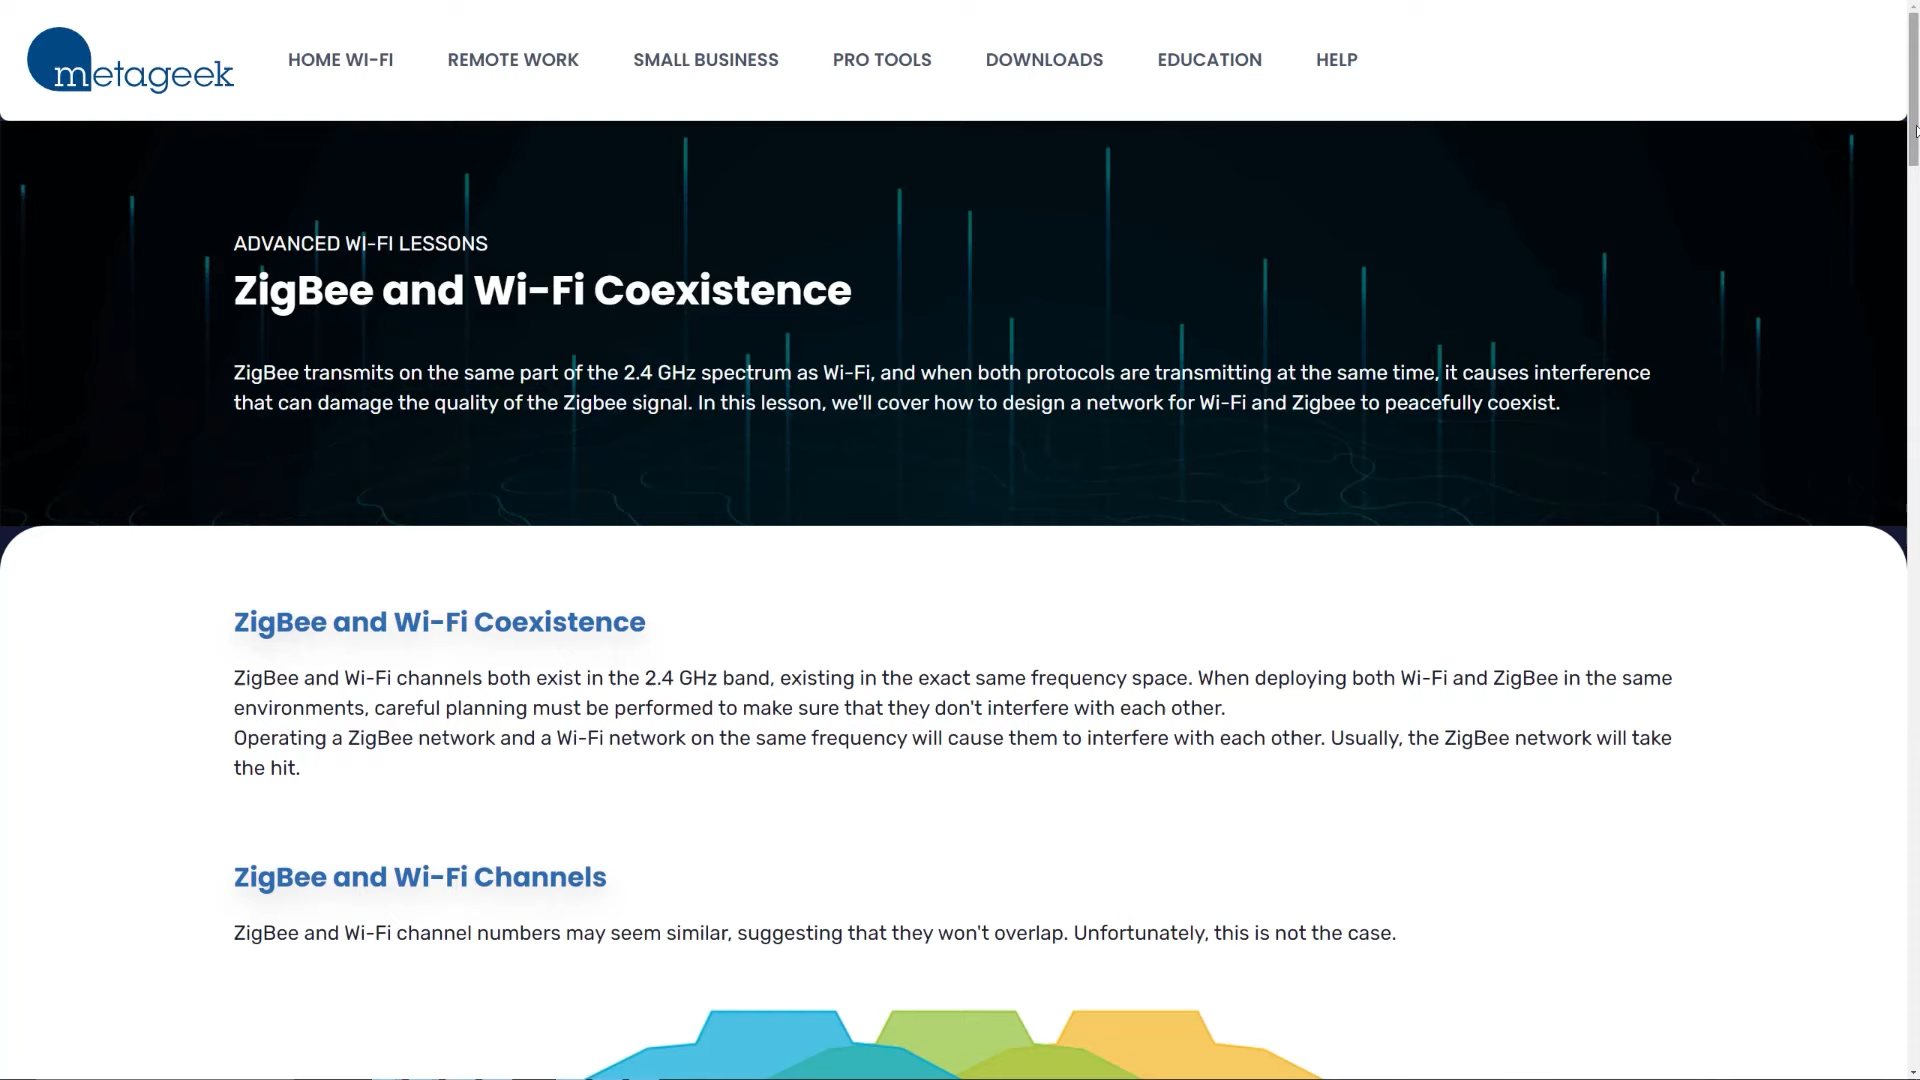 metageek
HOME WI-FI
REMOTE WORK
SMALL BUSINESS
PRO TOOLS
DOWNLOADS
EDUCATION
HELP
ADVANCED WI-FI LESSONS
ZigBee and Wi-Fi Coexistence
ZigBee transmits on the same part of the 2.4 GHz spectrum as Wi-Fi, and when both protocols are transmitting at the same time, it causes interference
that can damage the quality of the Zigbee signal. In this lesson, we'll cover how to design a network for Wi-Fi and Zigbee to peacefully coexist.
ZigBee and Wi-Fi Coexistence
ZigBee and Wi-Fi channels both exist in the 2.4 GHz band, existing in the exact same frequency space. When deploying both Wi-Fi and ZigBee in the same
environments, careful planning must be performed to make sure that they don't interfere with each other.
Operating a ZigBee network and a Wi-Fi network on the same frequency will cause them to interfere with each other. Usually, the ZigBee network will take
the hit.
ZigBee and Wi-Fi Channels
ZigBee and Wi-Fi channel numbers may seem similar, suggesting that they won't overlap. Unfortunately, this is not the case.